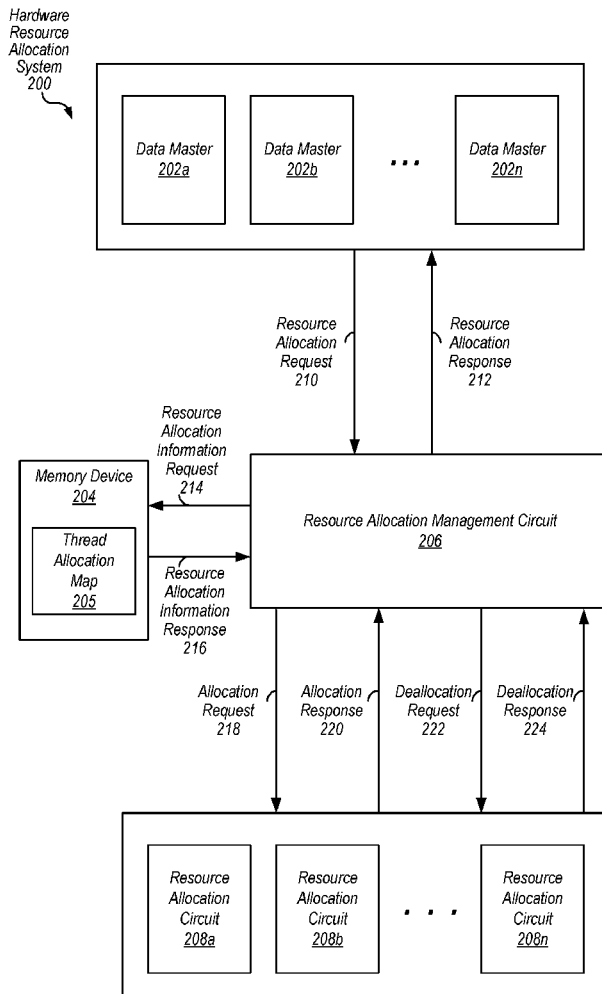 Hardware
Resource
Allocation
System
200
Data Master
202a
Data Master
202b
...
Data Master
202n
Resource
Allocation
Request
210
Resource
Allocation
Response
212
Resource
Allocation
Information
Request
214
Memory Device
204
Thread
Allocation
Map
205
Resource
Allocation
Information
Response
216
Resource Allocation Management Circuit
206
Allocation
Request
218
Allocation
Response
220
Deallocation
Request
222
Deallocation
Response
224
Resource
Allocation
Circuit
208a
Resource
Allocation
Circuit
208b
. . .
Resource
Allocation
Circuit
208n